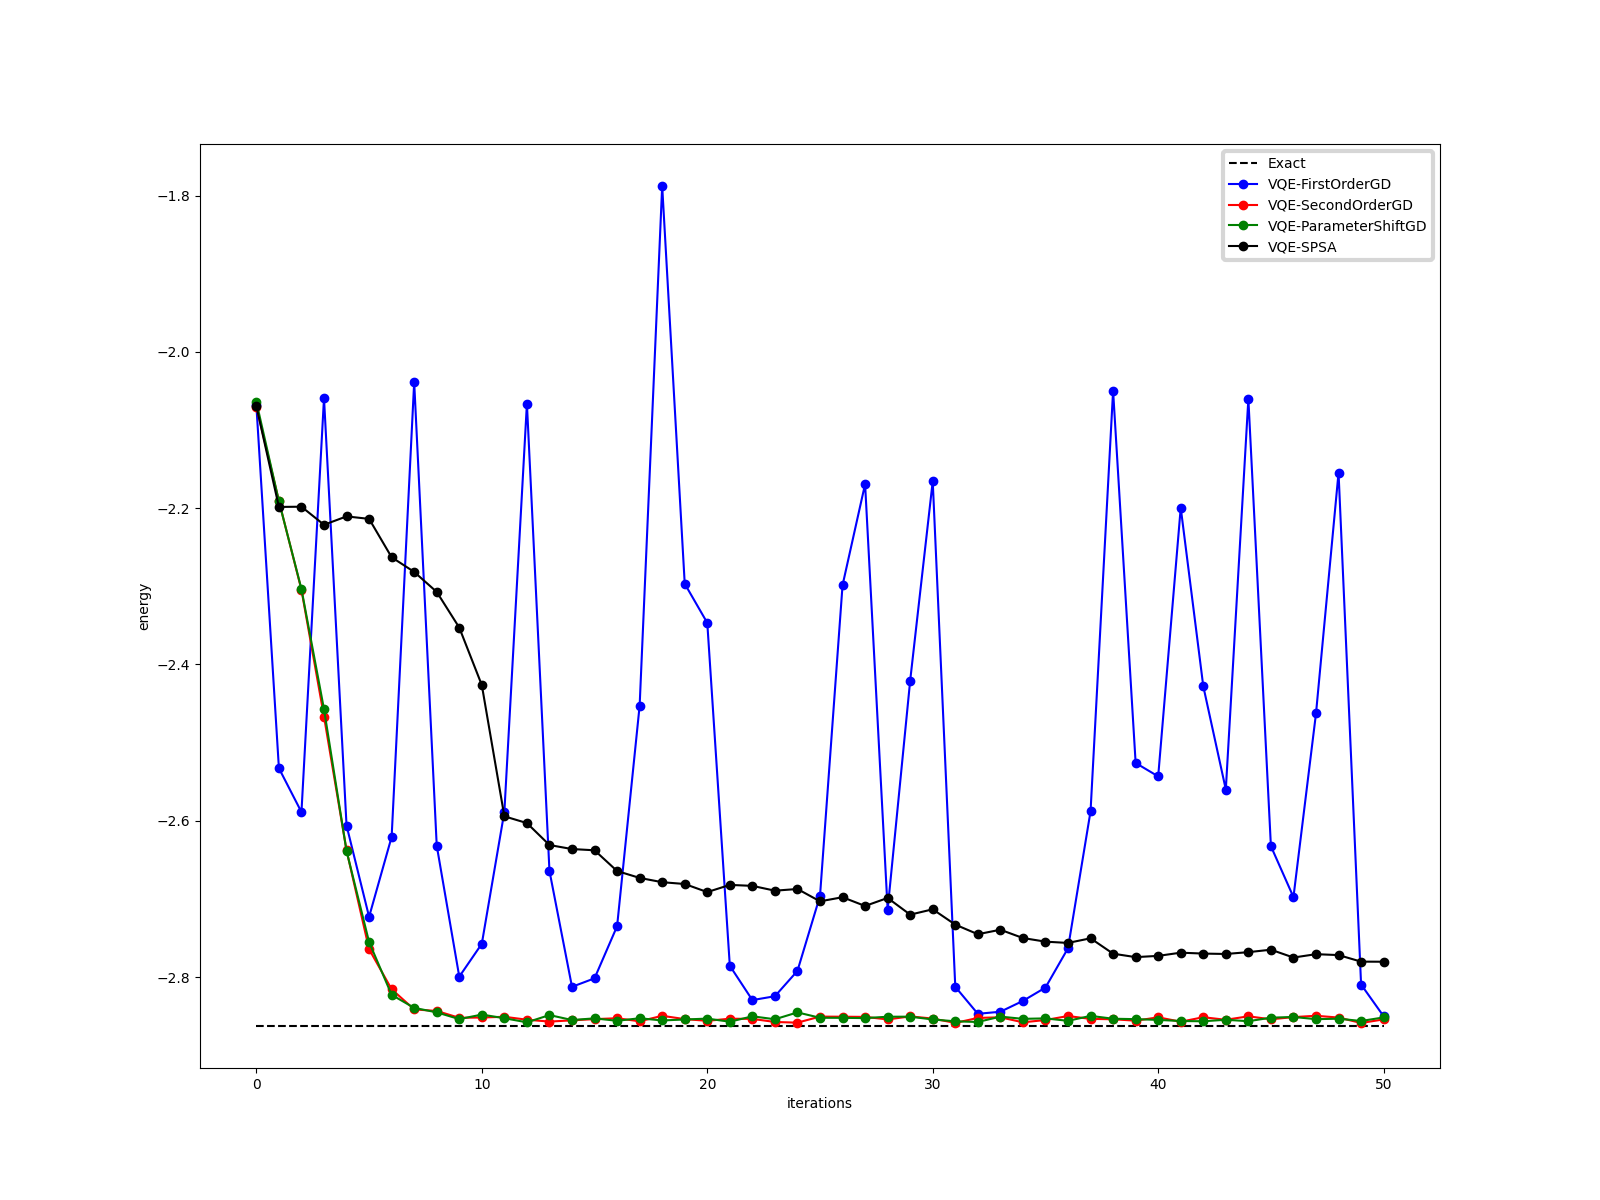 Exact
VQE-FirstOrderGD
VQE-SecondOrderGD
VQE-ParameterShiftGD
VQE-SPSA
−1.8
−2.0
−2.2
−2.4
−2.6
−2.8
energy
0 10 20 30 40 50
iterations